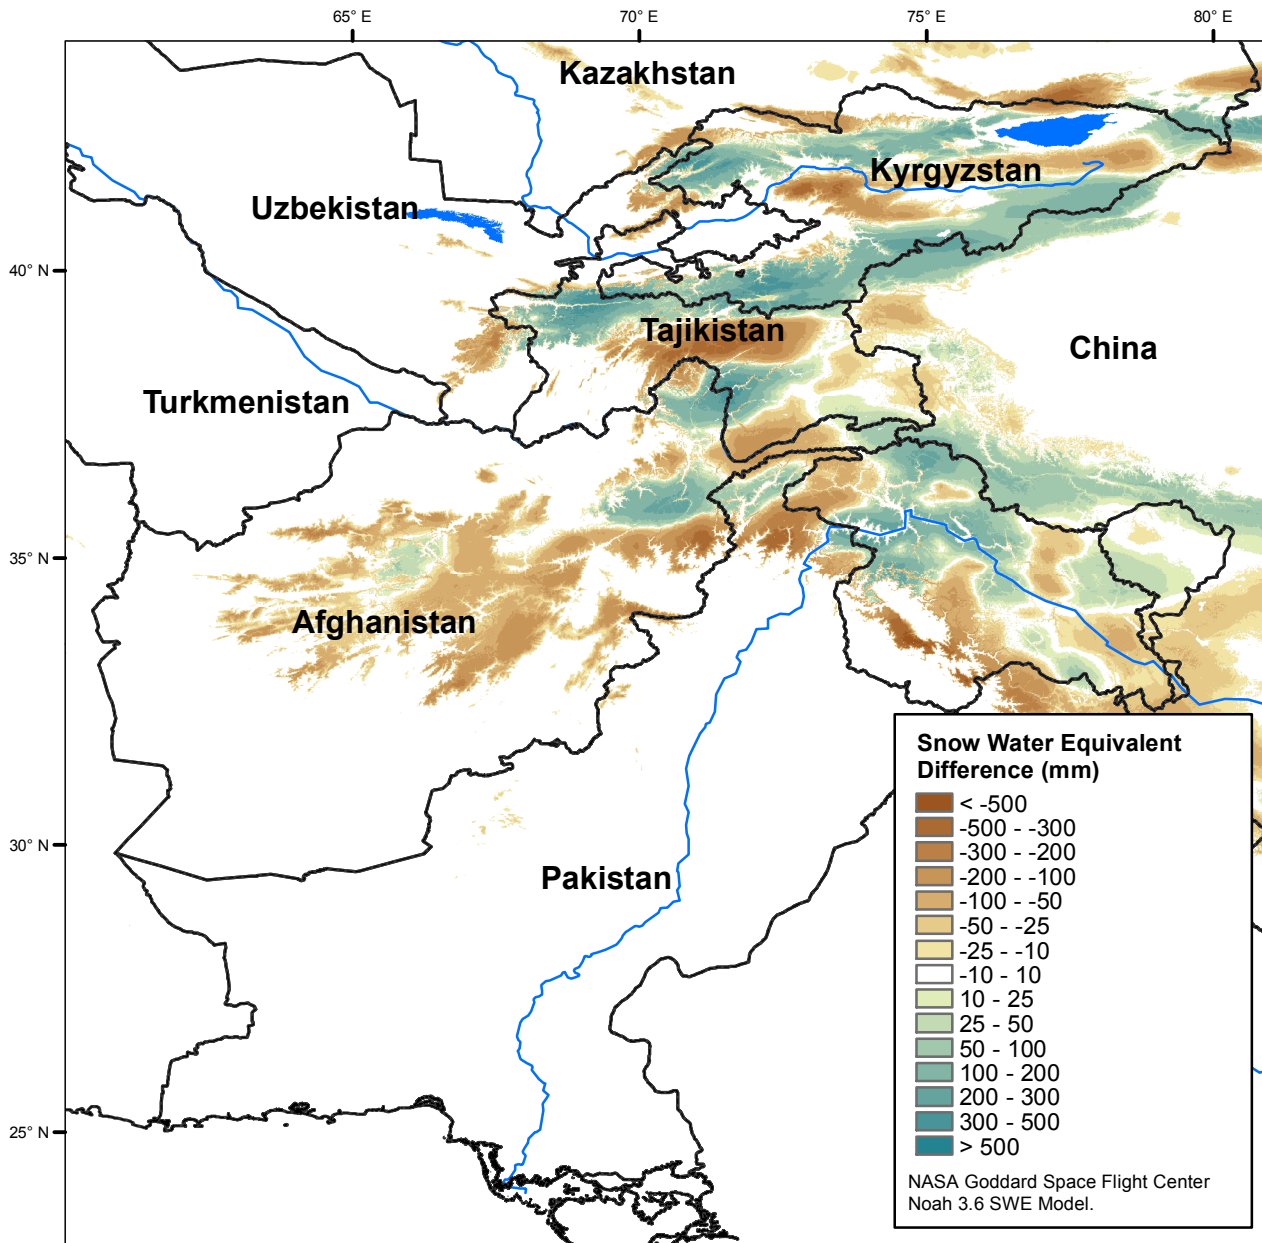 65° E
70° E
75° E
80° E
Kazakhstan
Kyrgyzstan
Uzbekistan
40° N
Tajikistan
China
Turkmenistan
35° N
Afghanistan
30° N
Pakistan
25° N
Snow Water Equivalent
Difference (mm)
< -500
-500 - -300
-300 - -200
-200 - -100
-100 - -50
-50 - -25
-25 - -10
-10 - 10
10 - 25
25 - 50
50 - 100
100 - 200
200 - 300
300 - 500
> 500
NASA Goddard Space Flight Center
Noah 3.6 SWE Model.